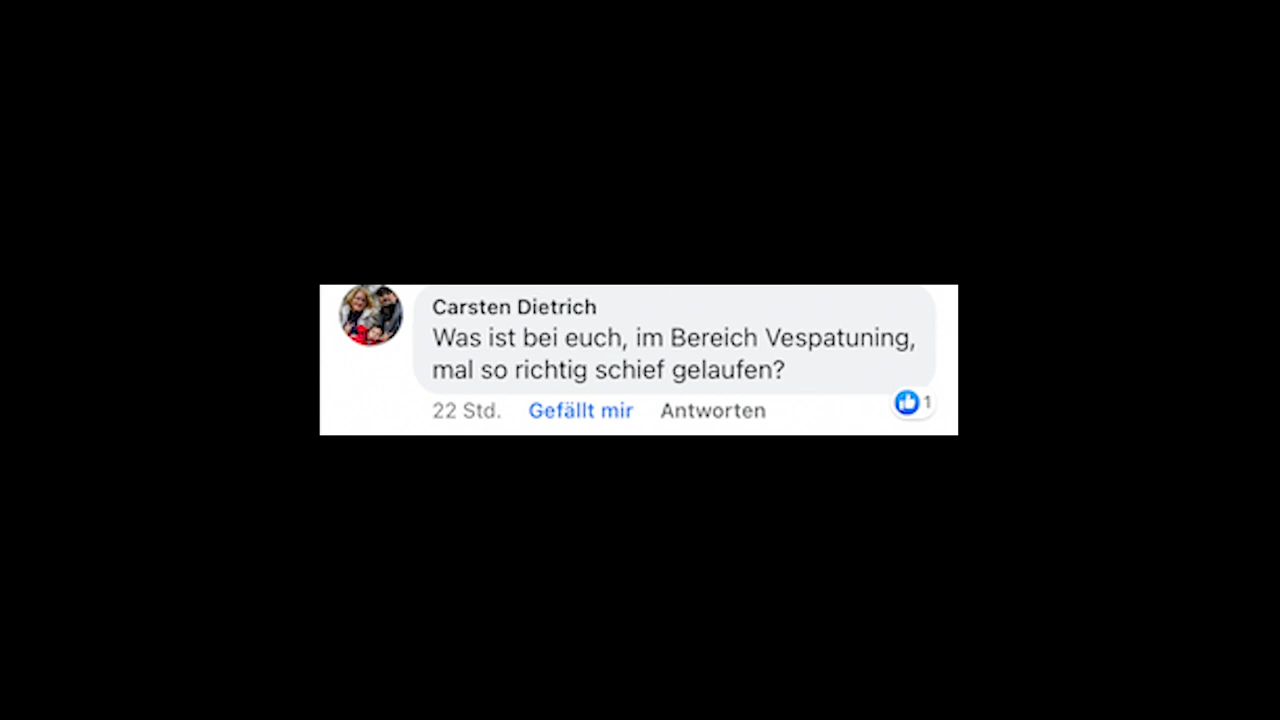 Carsten Dietrich
Was ist bei euch, im Bereich Vespatuning,
mal so richtig schief gelaufen?
22 Std. Gefällt mir Antworten 1